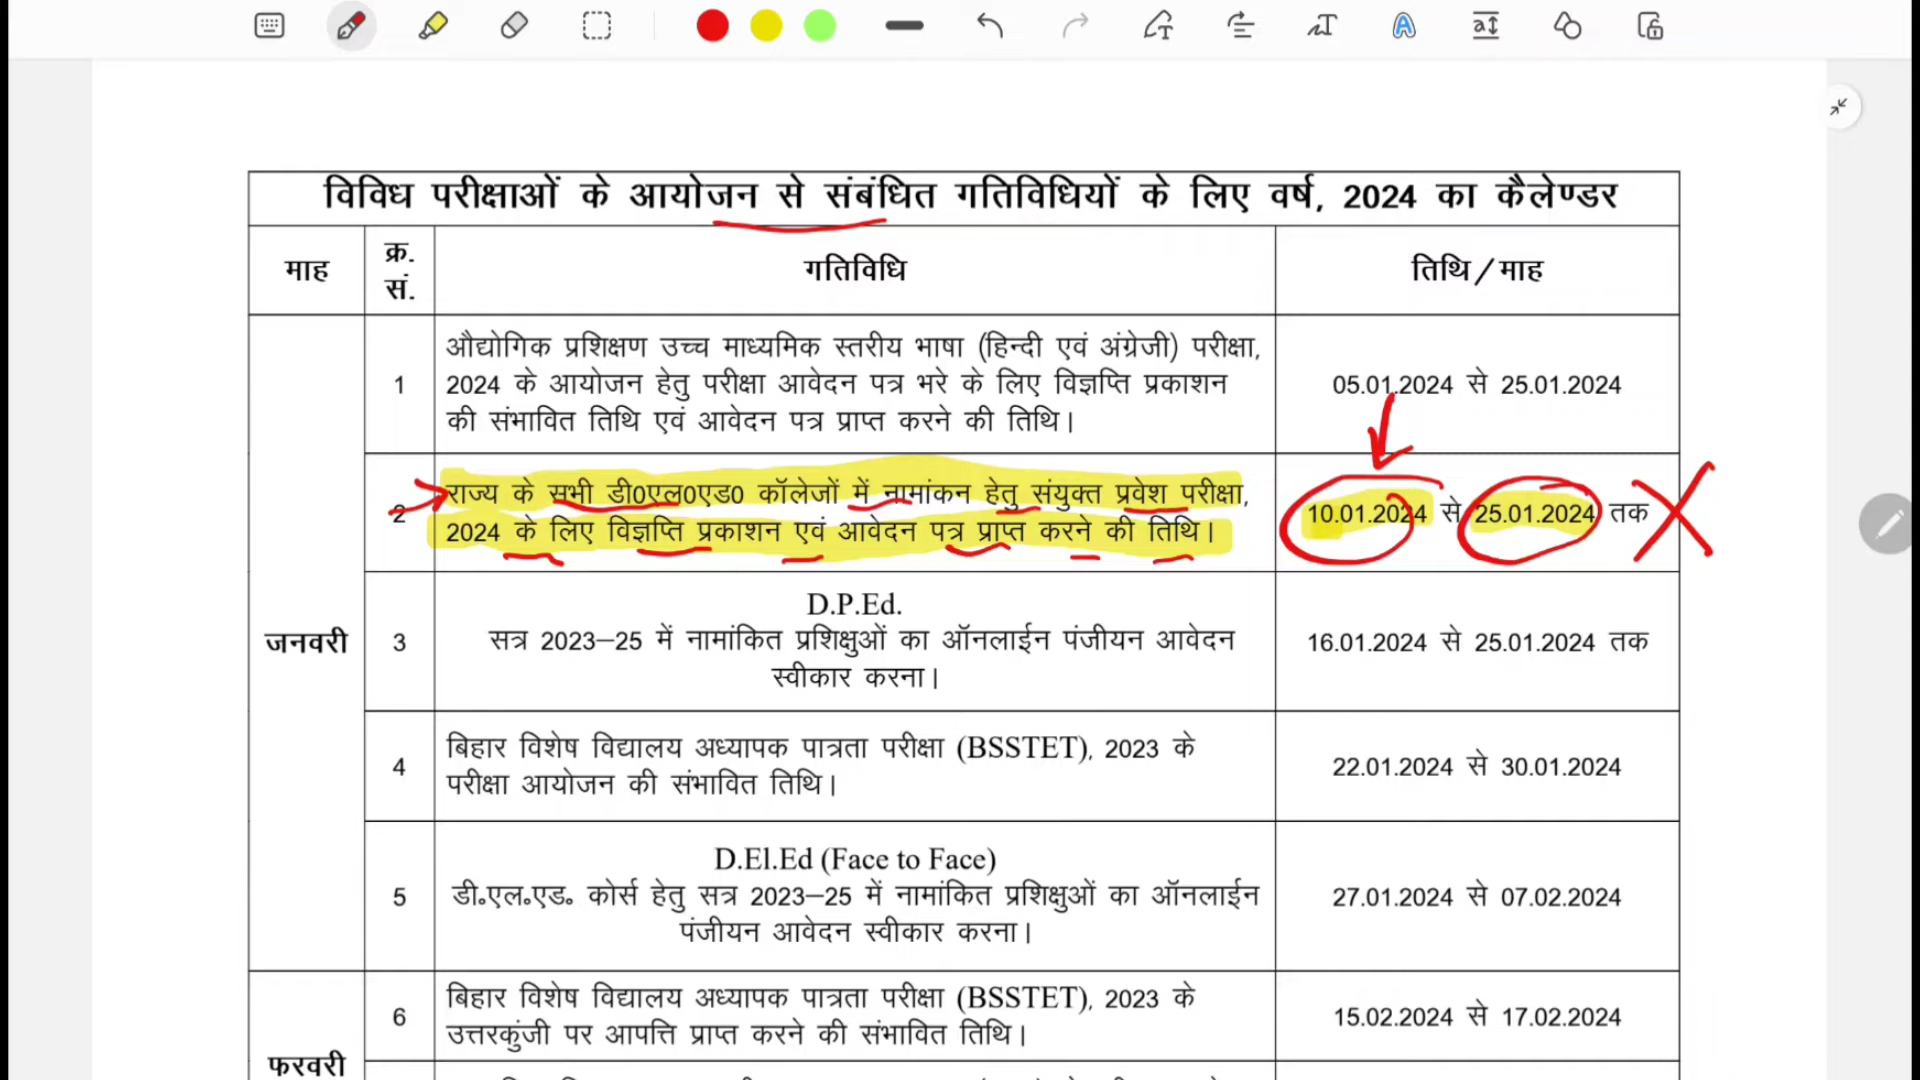 विविध परीक्षाओं के आयोजन से संबंधित गतिविधियों के लिए वर्ष, 2024 का कैलेण्डर
माह
क्र.
सं.
गतिविधि
तिथि/माह
जनवरी
1
औद्योगिक प्रशिक्षण उच्च माध्यमिक स्तरीय भाषा (हिन्दी एवं अंग्रेजी) परीक्षा,
2024 के आयोजन हेतु परीक्षा आवेदन पत्र भरे के लिए विज्ञप्ति प्रकाशन
की संभावित तिथि एवं आवेदन पत्र प्राप्त करने की तिथि।
05.01.2024 से 25.01.2024
2
राज्य के सभी डी0एल0एड0 कॉलेजों में नामांकन हेतु संयुक्त प्रवेश परीक्षा,
2024 के लिए विज्ञप्ति प्रकाशन एवं आवेदन पत्र प्राप्त करने की तिथि।
10.01.2024 से 25.01.2024 तक
3
D.P.Ed.
सत्र 2023–25 में नामांकित प्रशिक्षुओं का ऑनलाईन पंजीयन आवेदन
स्वीकार करना।
16.01.2024 से 25.01.2024 तक
4
बिहार विशेष विद्यालय अध्यापक पात्रता परीक्षा (BSSTET), 2023 के
परीक्षा आयोजन की संभावित तिथि।
22.01.2024 से 30.01.2024
5
D.El.Ed (Face to Face)
डी०एल०एड० कोर्स हेतु सत्र 2023–25 में नामांकित प्रशिक्षुओं का ऑनलाईन
पंजीयन आवेदन स्वीकार करना।
27.01.2024 से 07.02.2024
फरवरी
6
बिहार विशेष विद्यालय अध्यापक पात्रता परीक्षा (BSSTET), 2023 के
उत्तरकुंजी पर आपत्ति प्राप्त करने की संभावित तिथि।
15.02.2024 से 17.02.2024